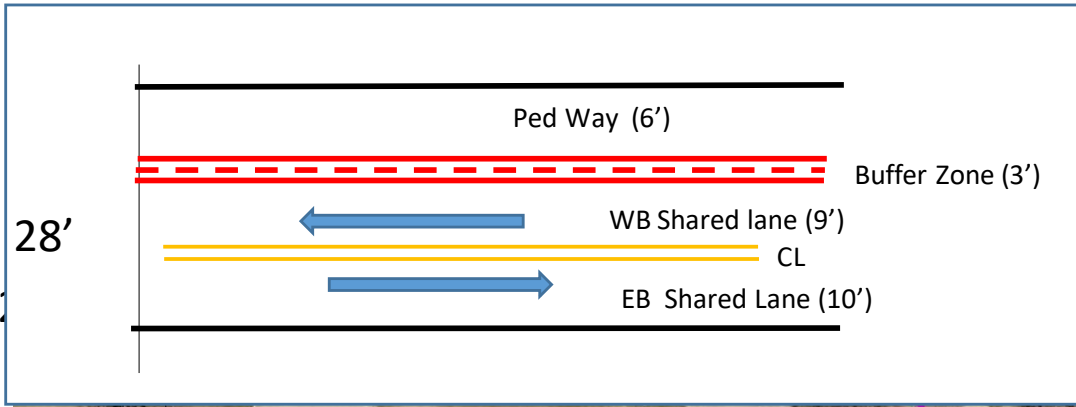 Ped Way (6’)
Buffer Zone (3’)
28’
WB Shared lane (9’)
CL
EB Shared Lane (10’)